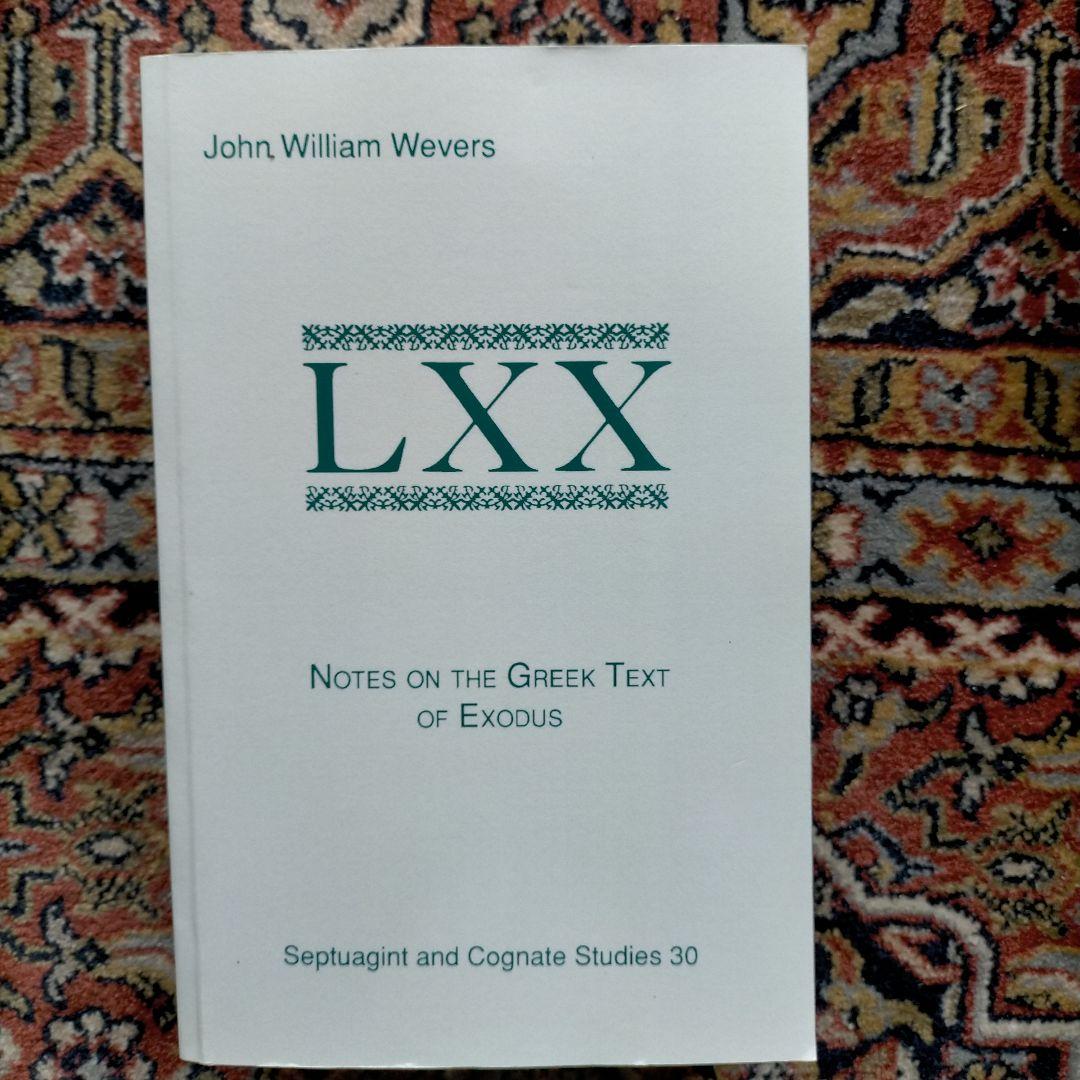 John William Wevers
LXX
NOTES ON THE GREEK TEXT
OF EXODUS
Septuagint and Cognate Studies 30